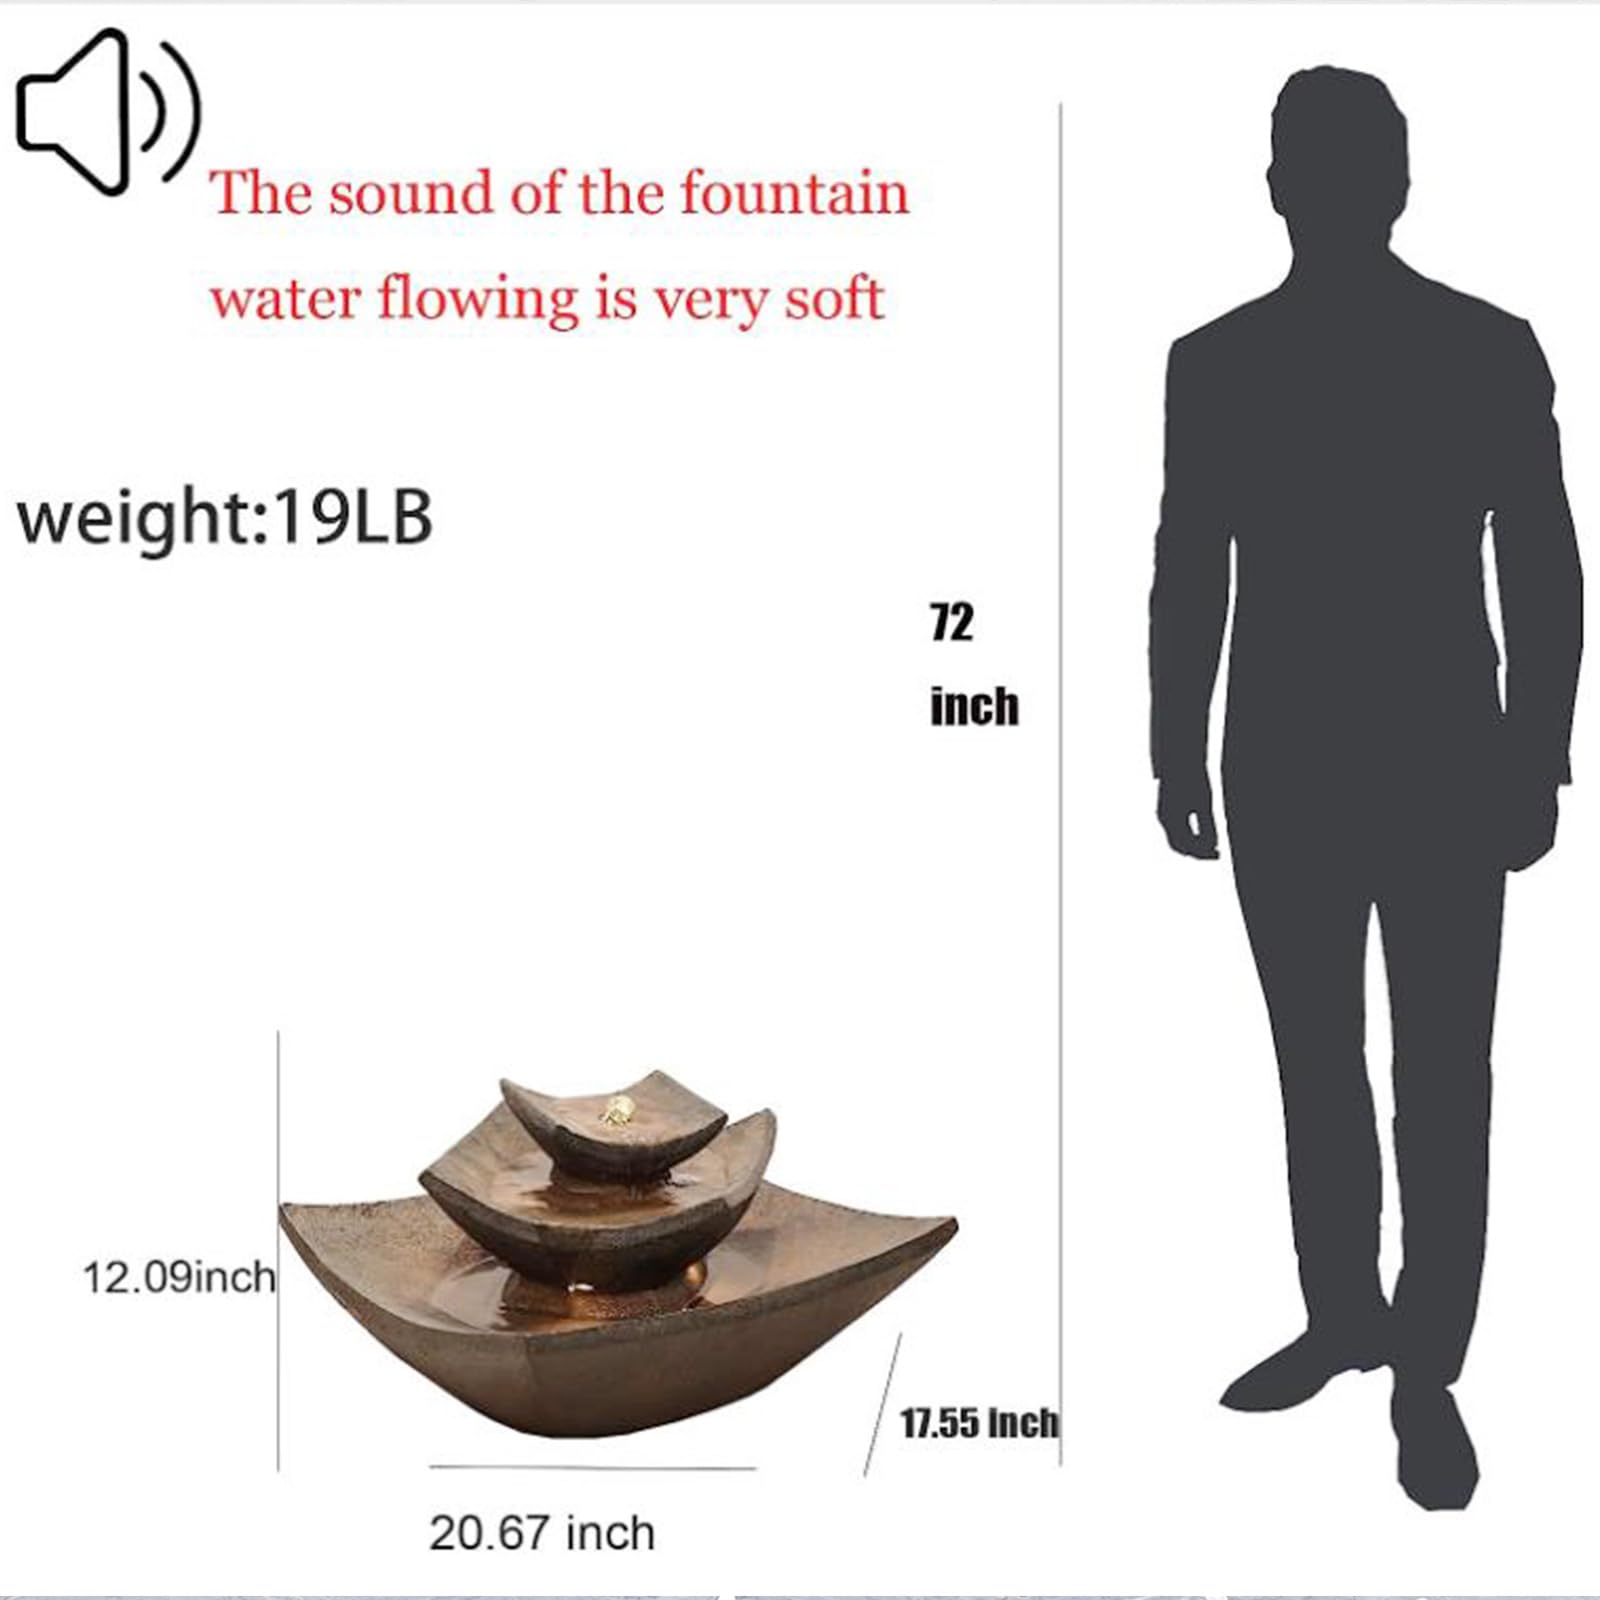 The sound of the fountain
water flowing is very soft
weight:19LB
72
inch
12.09inch
17.55 Inch
20.67 inch